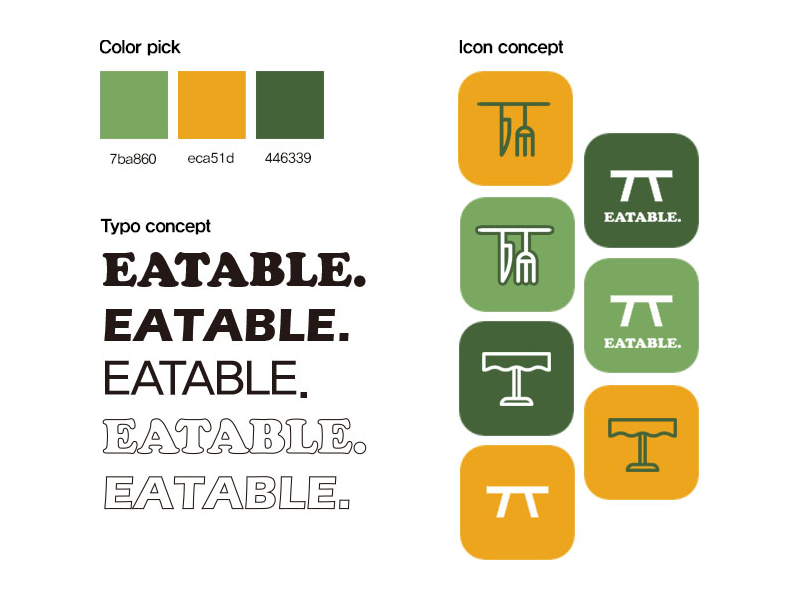 Color pick
7ba860
eca51d
446339
Typo concept
EATABLE.
EATABLE.
EATABLE.
EATABLE.
EATABLE.
Icon concept
EATABLE.
EATABLE.